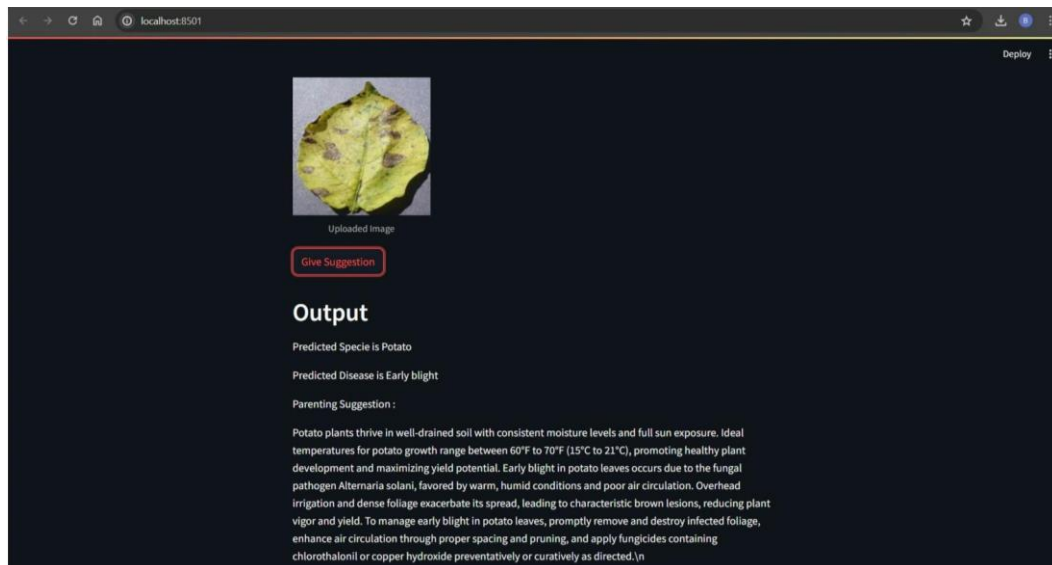 localhost:8501
Deploy
Uploaded Image
Give Suggestion
Output
Predicted Specie is Potato
Predicted Disease is Early blight
Parenting Suggestion :
Potato plants thrive in well-drained soil with consistent moisture levels and full sun exposure. Ideal
temperatures for potato growth range between 60°F to 70°F (15°C to 21°C), promoting healthy plant
development and maximizing yield potential. Early blight in potato leaves occurs due to the fungal
pathogen Alternaria solani, favored by warm, humid conditions and poor air circulation. Overhead
irrigation and dense foliage exacerbate its spread, leading to characteristic brown lesions, reducing plant
vigor and yield. To manage early blight in potato leaves, promptly remove and destroy infected foliage,
enhance air circulation through proper spacing and pruning, and apply fungicides containing
chlorothalonil or copper hydroxide preventatively or curatively as directed.\n